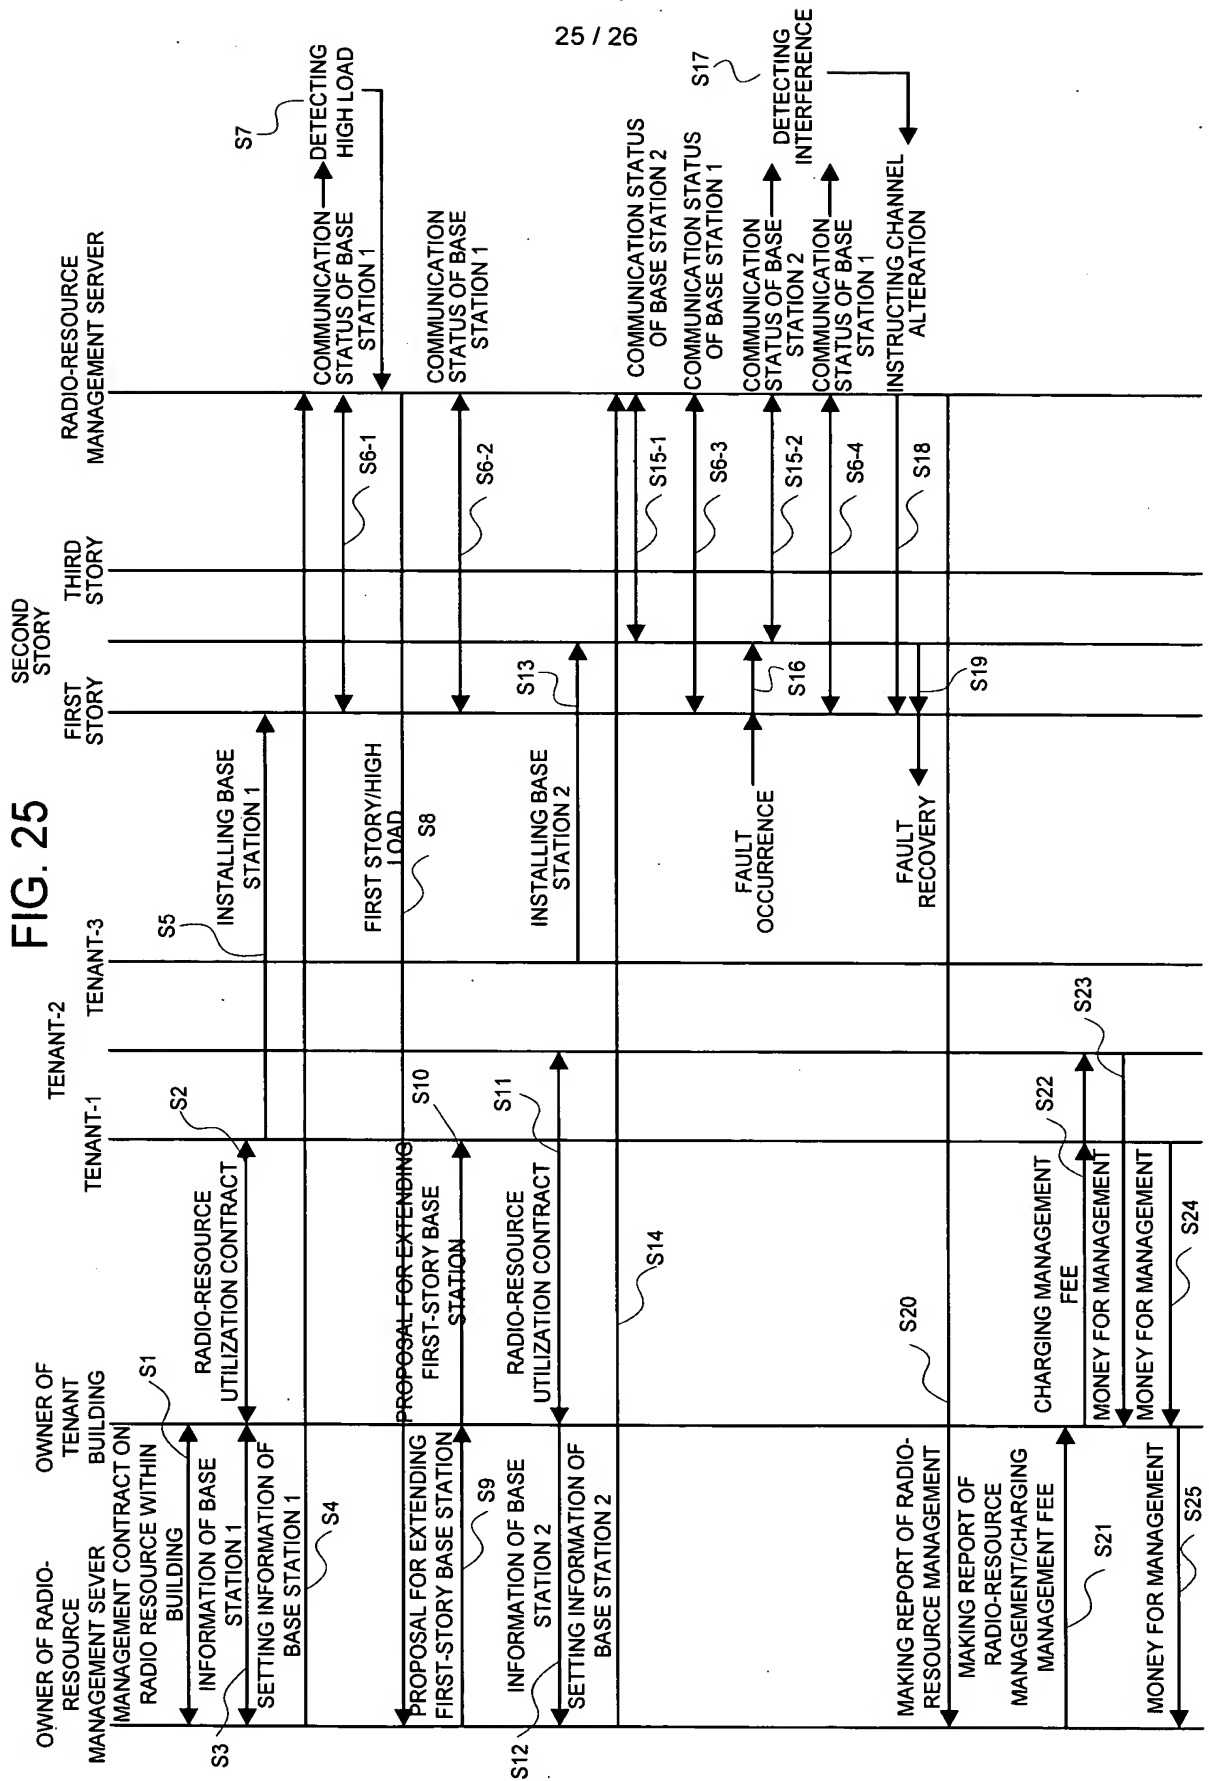 25 / 26
FIG. 25
OWNER OF RADIO-
RESOURCE
MANAGEMENT SEVER
OWNER OF
TENANT
BUILDING
TENANT-1
TENANT-2
TENANT-3
FIRST
STORY
SECOND
STORY
THIRD
STORY
RADIO-RESOURCE
MANAGEMENT SERVER
MANAGEMENT CONTRACT ON
RADIO RESOURCE WITHIN
BUILDING
S1
RADIO-RESOURCE
UTILIZATION CONTRACT
S2
INFORMATION OF BASE
STATION 1
S3
SETTING INFORMATION OF
BASE STATION 1
S4
S5
INSTALLING BASE
STATION 1
S6-1
COMMUNICATION
STATUS OF BASE
STATION 1
S7
DETECTING
HIGH LOAD
FIRST STORY/HIGH
LOAD
S8
PROPOSAL FOR EXTENDING
FIRST-STORY BASE STATION
S9
PROPOSAL FOR EXTENDING
FIRST-STORY BASE
STATION
S10
S6-2
COMMUNICATION
STATUS OF BASE
STATION 1
RADIO-RESOURCE
UTILIZATION CONTRACT
S11
INFORMATION OF BASE
STATION 2
S12
SETTING INFORMATION OF
BASE STATION 2
INSTALLING BASE
STATION 2
S13
S14
S15-1
COMMUNICATION STATUS
OF BASE STATION 2
S6-3
COMMUNICATION STATUS
OF BASE STATION 1
FAULT
OCCURRENCE
S16
S15-2
COMMUNICATION
STATUS OF BASE
STATION 2
S6-4
COMMUNICATION
STATUS OF BASE
STATION 1
S17
DETECTING
INTERFERENCE
S18
INSTRUCTING CHANNEL
ALTERATION
FAULT
RECOVERY
S19
MAKING REPORT OF RADIO-
RESOURCE MANAGEMENT
S20
MAKING REPORT OF
RADIO-RESOURCE
MANAGEMENT/CHARGING
MANAGEMENT FEE
S21
CHARGING MANAGEMENT
FEE
S22
MONEY FOR MANAGEMENT
S23
MONEY FOR MANAGEMENT
S24
MONEY FOR MANAGEMENT
S25